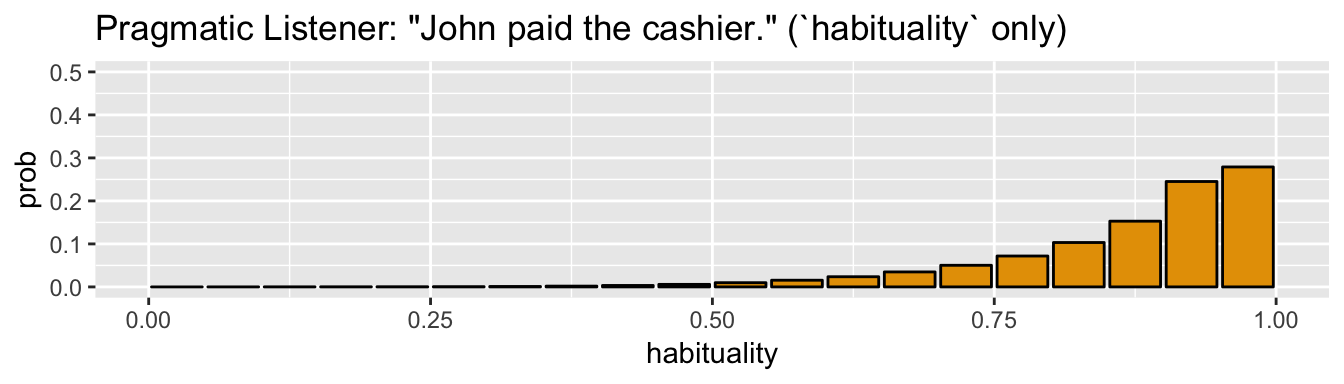 Pragmatic Listener: "John paid the cashier." (`habituality` only)
0.5
0.4
0.3
0.2
0.1
0.0
prob
0.00 0.25 0.50 0.75 1.00
habituality